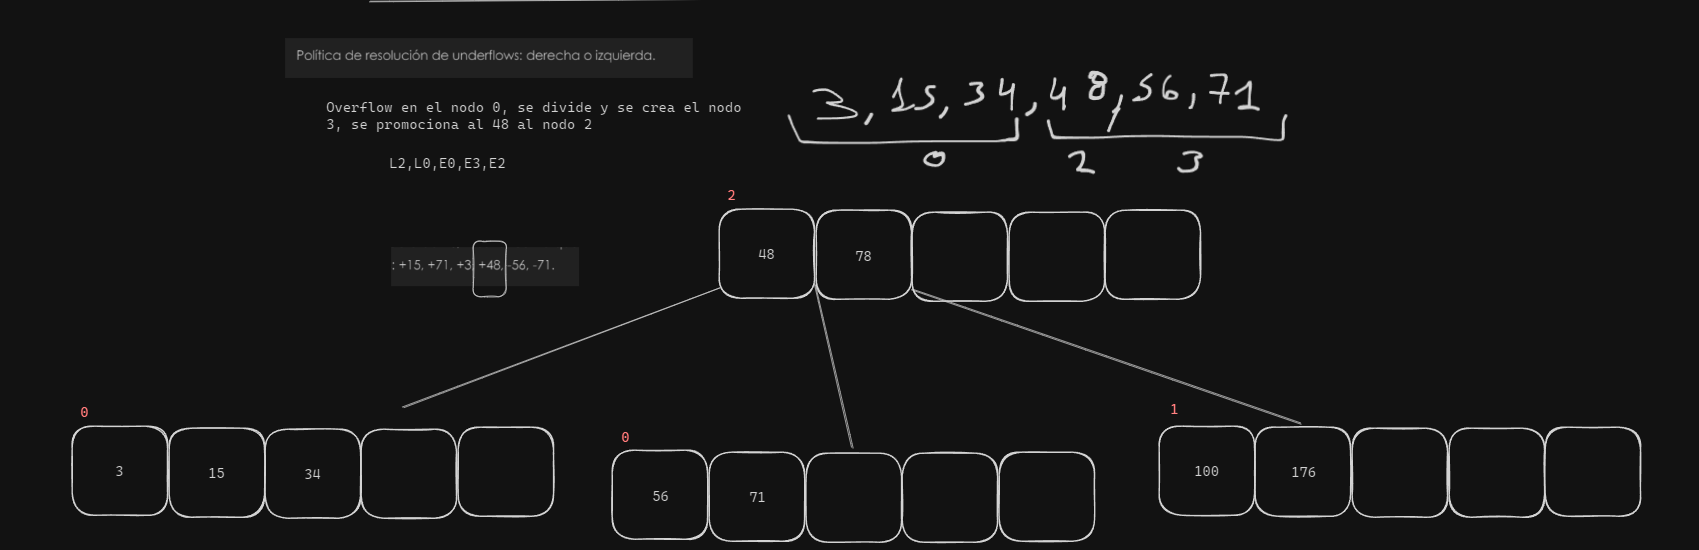 Política de resolución de underflows: derecha o izquierda.
3, 15, 34, 48, 56, 71
Overflow en el nodo 0, se divide y se crea el nodo
3, se promociona al 48 al nodo 2
0 2 3
L2,L0,E0,E3,E2
2
48 78
: +15, +71, +3, +48, -56, -71.
0
3 15 34
0
56 71
1
100 176